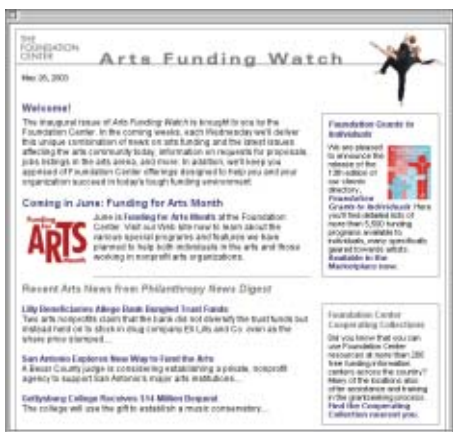 THE
FOUNDATION
CENTER
Arts Funding Watch
May 28, 2003
Welcome!
The inaugural issue of Arts Funding Watch is brought to you by the
Foundation Center. In the coming weeks, each Wednesday we'll deliver
this unique combination of news on arts funding and the latest issues
affecting the arts community today, information on requests for proposals,
jobs listings in the arts arena, and more. In addition, we'll keep you
apprised of Foundation Center offerings designed to help you and your
organization succeed in today's tough funding environment.
Coming in June: Funding for Arts Month
funding for
ARTS
June is Funding for Arts Month at the Foundation
Center. Visit our Web site now to learn about the
various special programs and features we have
planned to help both individuals in the arts and those
working in nonprofit arts organizations.
Recent Arts News from Philanthropy News Digest
Lilly Beneficiaries Allege Bank Bungled Trust Funds
Two arts nonprofits claim that the bank did not diversify the trust funds but
instead held on to stock in drug company Eli Lilly and Co. even as the
share price slumped...
San Antonio Explores New Way to Fund the Arts
A Bexar County judge is considering establishing a private, nonprofit
agency to support San Antonio's major arts institutions...
Gettysburg College Receives $14 Million Bequest
The college will use the gift to establish a music conservatory...
Foundation Grants to
Individuals
We are pleased
to announce the
release of the
13th edition of
our classic
directory,
Foundation
Grants to Individuals. Here
you'll find detailed lists of
more than 5,500 funding
programs available to
individuals, many specifically
geared towards artists.
Available in the
Marketplace now.
Foundation Center
Cooperating Collections
Did you know that you can
use Foundation Center
resources at more than 200
free funding information
centers across the country?
Many of the locations also
offer assistance and training
in the grantseeking process.
Find the Cooperating
Collection nearest you.